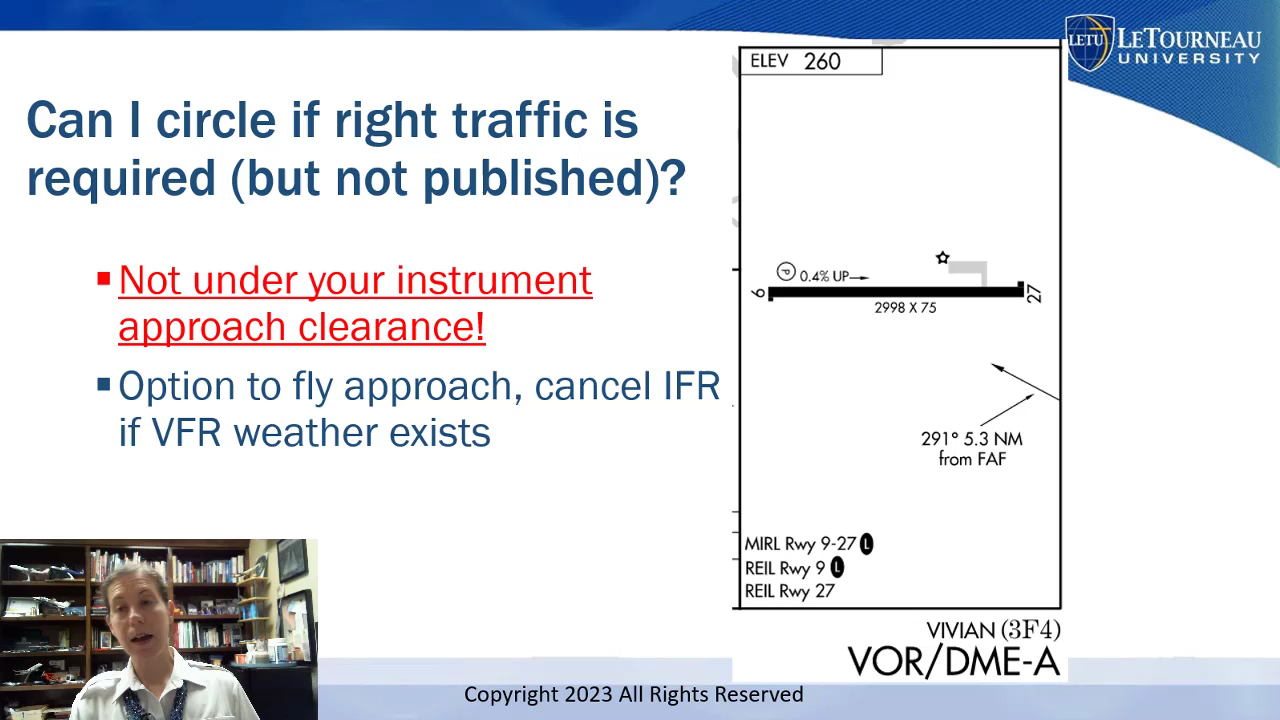 LETU LETOURNEAU
UNIVERSITY
Can I circle if right traffic is
required (but not published)?
▪ Not under your instrument
approach clearance!
▪ Option to fly approach, cancel IFR
if VFR weather exists
ELEV 260
P 0.4% UP
9
27
2998 X 75
291° 5.3 NM
from FAF
MIRL Rwy 9-27 L
REIL Rwy 9 L
REIL Rwy 27
VIVIAN (3F4)
VOR/DME-A
Copyright 2023 All Rights Reserved